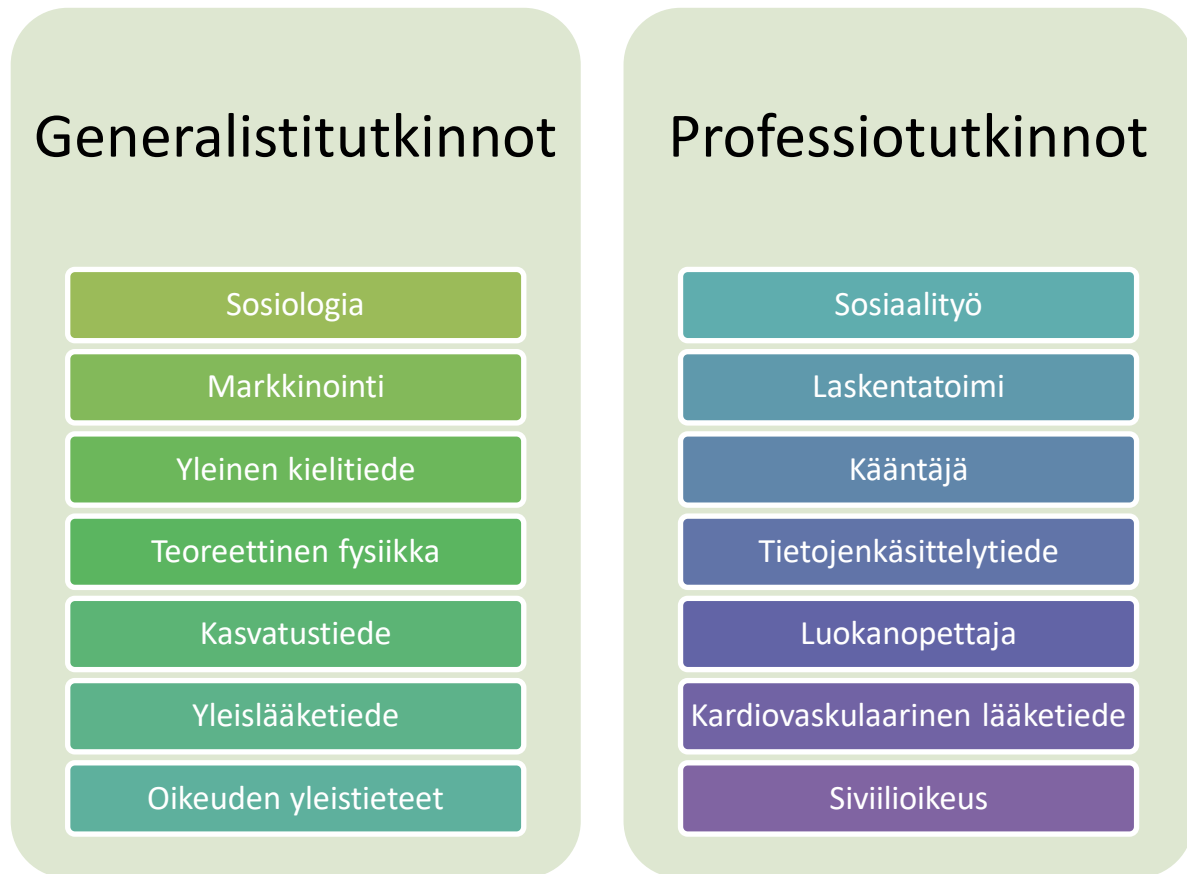 Generalistitutkinnot
Sosiologia
Markkinointi
Yleinen kielitiede
Teoreettinen fysiikka
Kasvatustiede
Yleislääketiede
Oikeuden yleistieteet
Professiotutkinnot
Sosiaalityö
Laskentatoimi
Kääntäjä
Tietojenkäsittelytiede
Luokanopettaja
Kardiovaskulaarinen lääketiede
Siviilioikeus